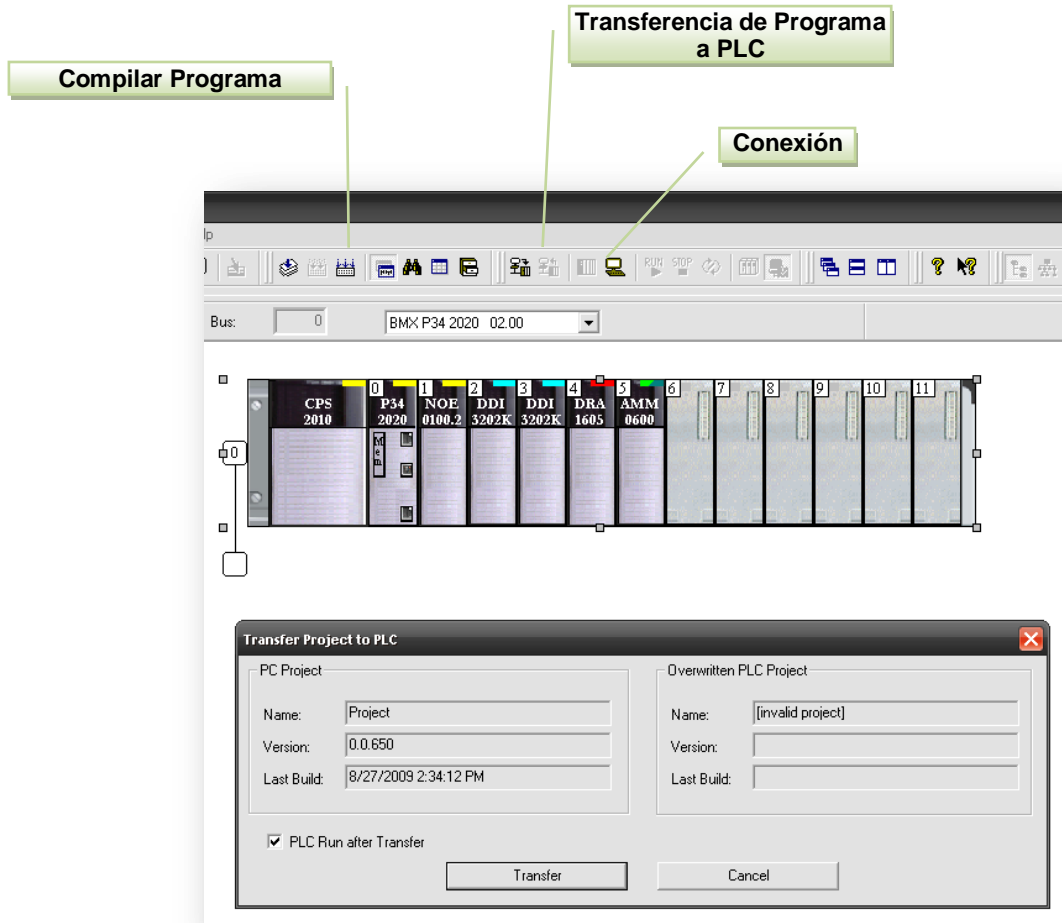 Transferencia de Programa
a PLC
Compilar Programa
Conexión
lp
RUN STOP
Bus: 0 BMX P34 2020 02.00
0 1 2 3 4 5 6 7 8 9 10 11
CPS P34 NOE DDI DDI DRA AMM
2010 2020 0100.2 3202K 3202K 1605 0600
Mem
0
Transfer Project to PLC
PC Project Overwritten PLC Project
Name: Project Name: [invalid project]
Version: 0.0.650 Version:
Last Build: 8/27/2009 2:34:12 PM Last Build:
PLC Run after Transfer
Transfer Cancel